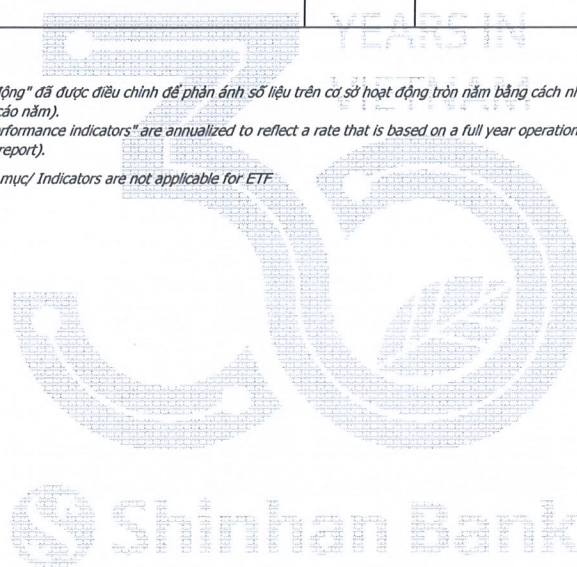 YEARS IN
VIETNAM
động" đã được điều chỉnh để phản ánh số liệu trên cơ sở hoạt động tròn năm bằng cách
cáo năm).
rformance indicators" are annualized to reflect a rate that is based on a full year operation
report).
mục/ Indicators are not applicable for ETF
30
Shinhan Bank